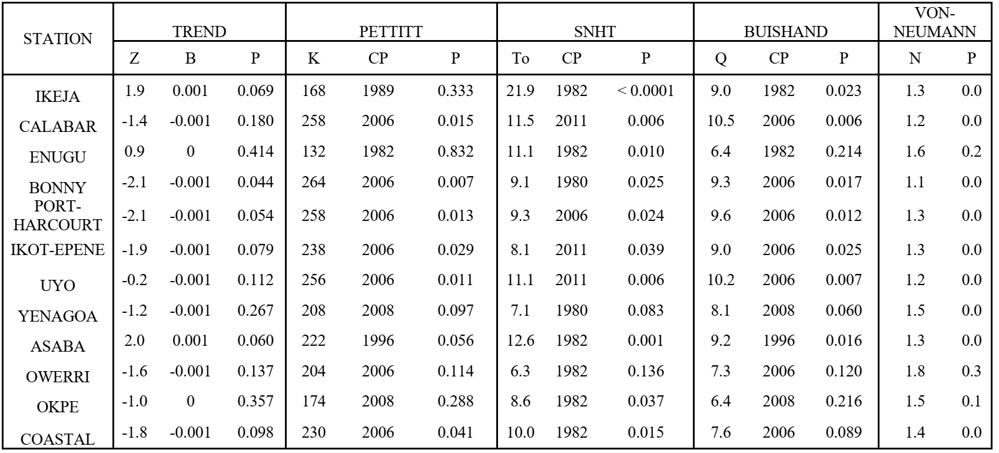 STATION TREND PETTITT SNHT BUISHAND VON-
NEUMANN
Z B P K CP P To CP P Q CP P N P
IKEJA 1.9 0.001 0.069 168 1989 0.333 21.9 1982 < 0.0001 9.0 1982 0.023 1.3 0.0
CALABAR -1.4 -0.001 0.180 258 2006 0.015 11.5 2011 0.006 10.5 2006 0.006 1.2 0.0
ENUGU 0.9 0 0.414 132 1982 0.832 11.1 1982 0.010 6.4 1982 0.214 1.6 0.2
BONNY -2.1 -0.001 0.044 264 2006 0.007 9.1 1980 0.025 9.3 2006 0.017 1.1 0.0
PORT-
HARCOURT -2.1 -0.001 0.054 258 2006 0.013 9.3 2006 0.024 9.6 2006 0.012 1.3 0.0
IKOT-EPENE -1.9 -0.001 0.079 238 2006 0.029 8.1 2011 0.039 9.0 2006 0.025 1.3 0.0
UYO -0.2 -0.001 0.112 256 2006 0.011 11.1 2011 0.006 10.2 2006 0.007 1.2 0.0
YENAGOA -1.2 -0.001 0.267 208 2008 0.097 7.1 1980 0.083 8.1 2008 0.060 1.5 0.0
ASABA 2.0 0.001 0.060 222 1996 0.056 12.6 1982 0.001 9.2 1996 0.016 1.3 0.0
OWERRI -1.6 -0.001 0.137 204 2006 0.114 6.3 1982 0.136 7.3 2006 0.120 1.8 0.3
OKPE -1.0 0 0.357 174 2008 0.288 8.6 1982 0.037 6.4 2008 0.216 1.5 0.1
COASTAL -1.8 -0.001 0.098 230 2006 0.041 10.0 1982 0.015 7.6 2006 0.089 1.4 0.0